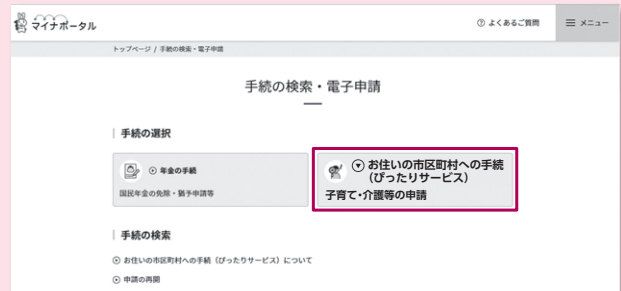 マイナポータル
よくあるご質問
メニュー
トップページ / 手続の検索・電子申請
手続の検索・電子申請
手続の選択
年金の手続
国民年金の免除・猶予申請等
お住いの市区町村への手続
(ぴったりサービス)
子育て・介護等の申請
手続の検索
お住いの市区町村への手続（ぴったりサービス）について
申請の再開